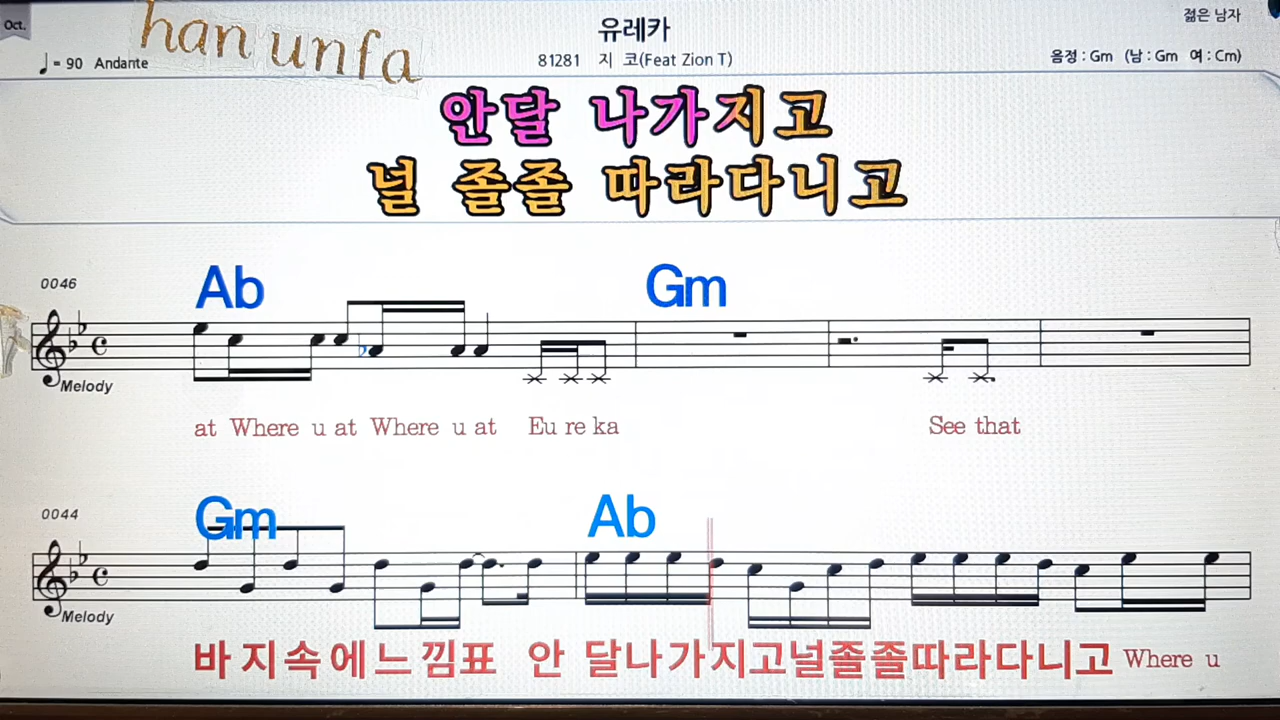 Oct.
han unfa
유레카
젊은 남자
♩= 90 Andante
81281 지 코(Feat Zion T)
음정 : Gm (남 : Gm 여 : Cm)
안달 나가지고
널 졸졸 따라다니고
0046
Ab Gm
Melody
at Where u at Where u at Eu re ka See that
0044
Gm Ab
Melody
바지속에느낌표 안 달나가지고널졸졸따라다니고 Where u